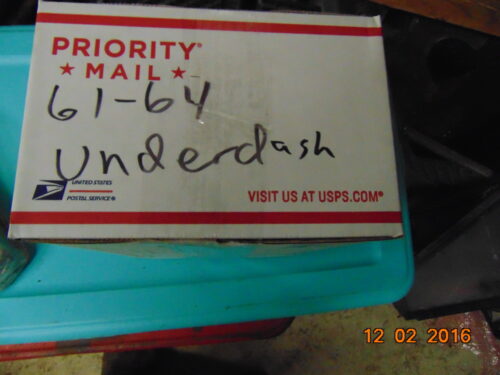 PRIORITY®
★ MAIL ★
61-64
Underdash
UNITED STATES
POSTAL SERVICE®
VISIT US AT USPS.COM®
12 02 2016